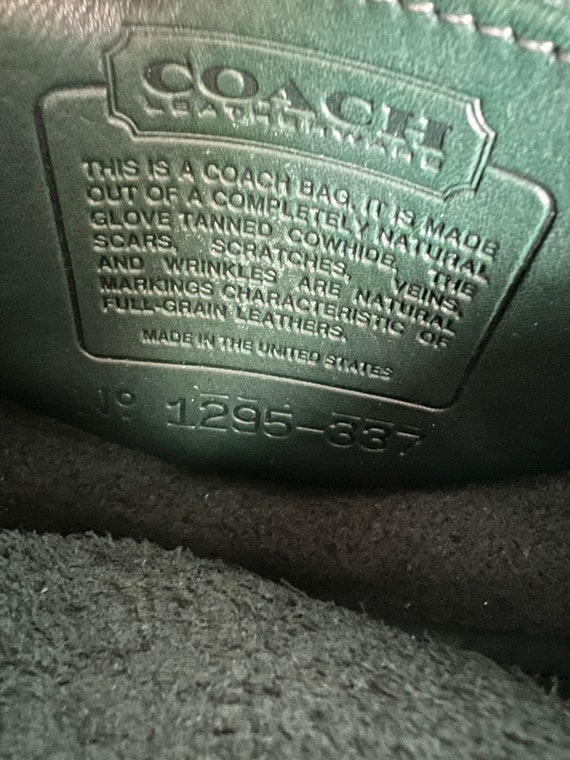 COACH
LEATHERWARE
THIS IS A COACH BAG. IT IS MADE
OUT OF A COMPLETELY NATURAL
GLOVE TANNED COWHIDE, THE
SCARS, SCRATCHES, VEINS,
AND WRINKLES ARE NATURAL
MARKINGS CHARACTERISTIC OF
FULL-GRAIN LEATHERS.
MADE IN THE UNITED STATES
Nº 1295-337